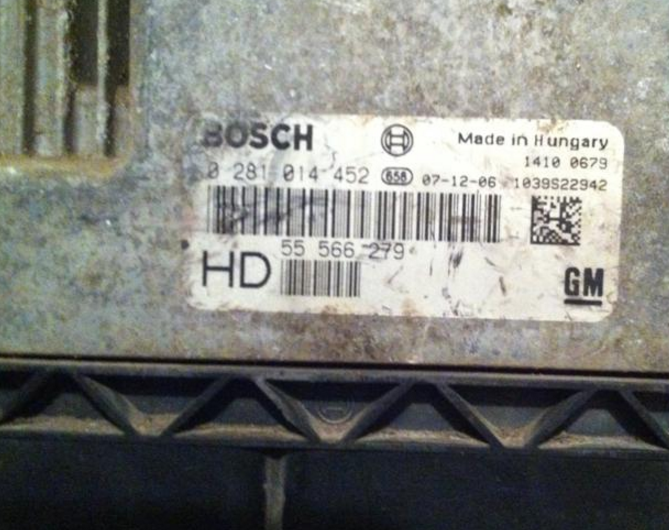 BOSCH Made in Hungary
1410 0679
0 281 014 452 658 07-12-06 1039S22942
55 566 279
HD
GM